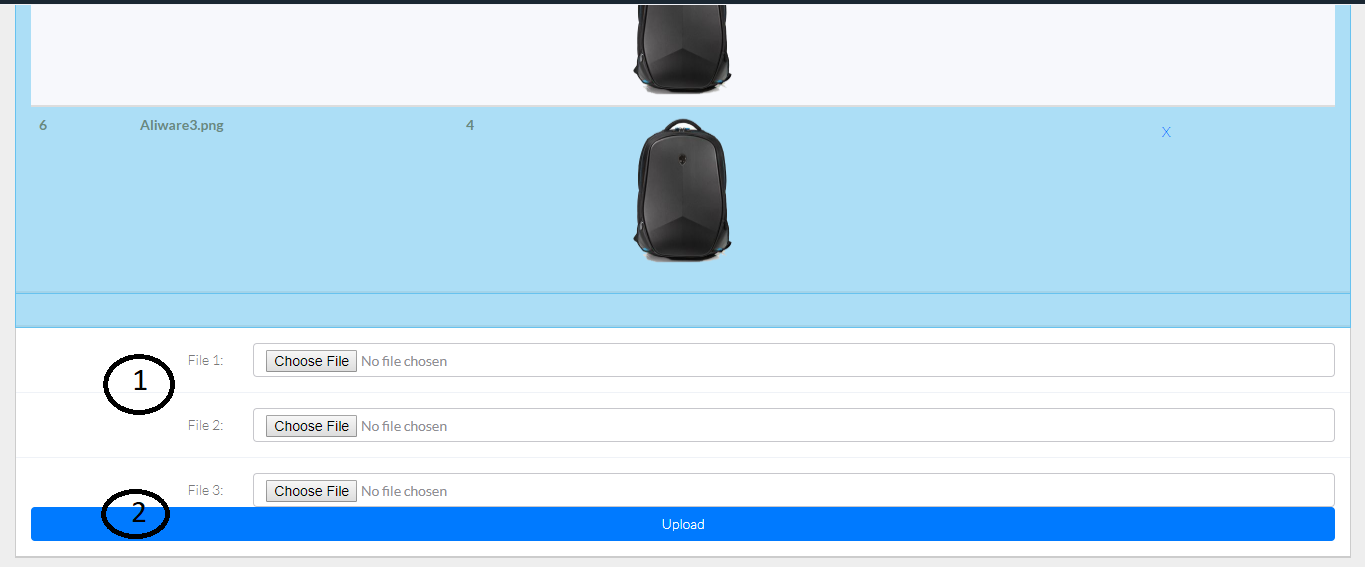 6 Aliware3.png 4 X
File 1: Choose File No file chosen
1
File 2: Choose File No file chosen
File 3: Choose File No file chosen
2
Upload